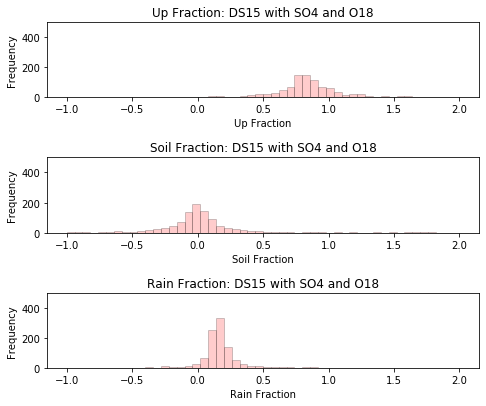 Up Fraction: DS15 with SO4 and O18
Frequency
400
200
0
−1.0 −0.5 0.0 0.5 1.0 1.5 2.0
Up Fraction
Soil Fraction: DS15 with SO4 and O18
Frequency
400
200
0
−1.0 −0.5 0.0 0.5 1.0 1.5 2.0
Soil Fraction
Rain Fraction: DS15 with SO4 and O18
Frequency
400
200
0
−1.0 −0.5 0.0 0.5 1.0 1.5 2.0
Rain Fraction